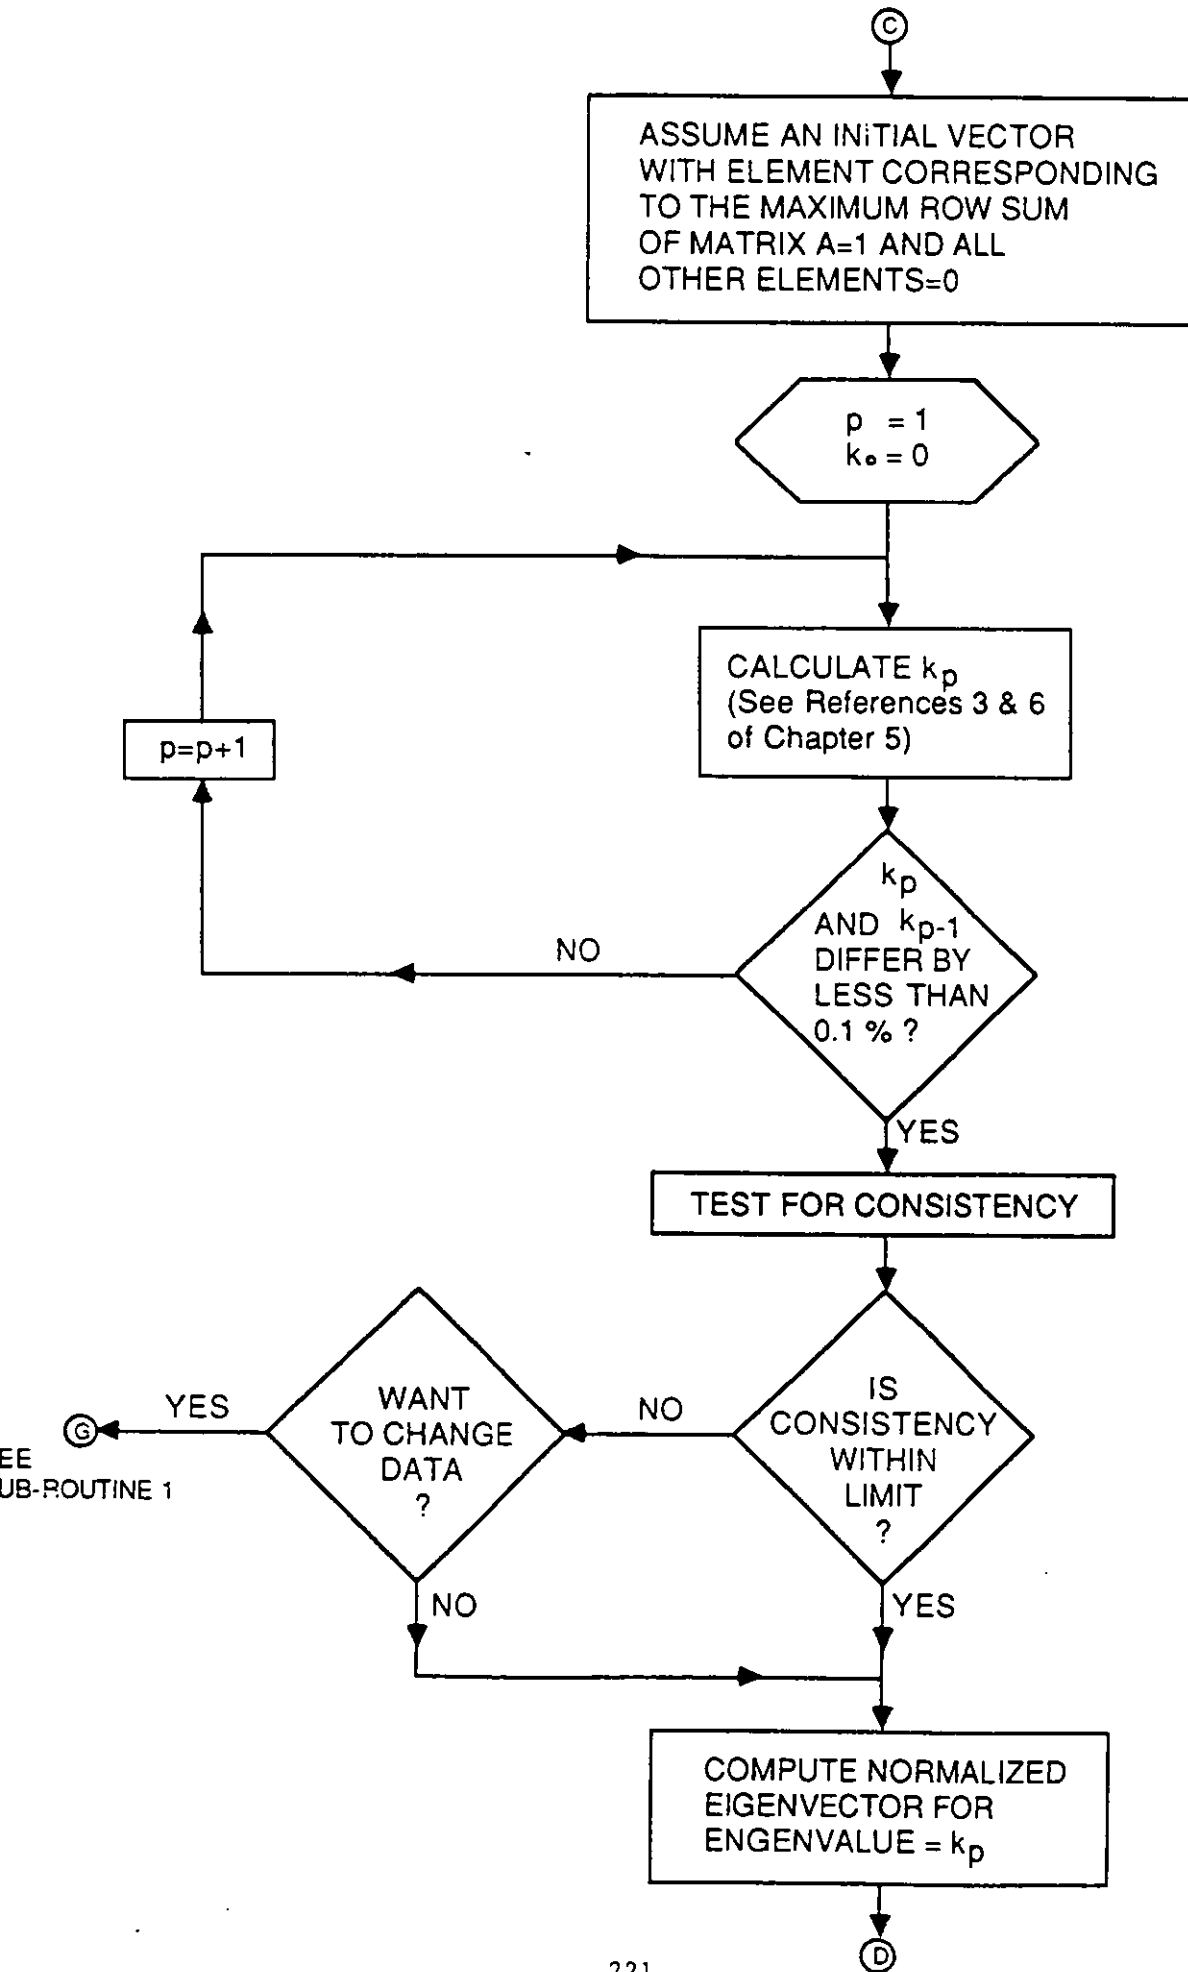 C
ASSUME AN INITIAL VECTOR
WITH ELEMENT CORRESPONDING
TO THE MAXIMUM ROW SUM
OF MATRIX A=1 AND ALL
OTHER ELEMENTS=0
p = 1
k₀ = 0
CALCULATE kp
(See References 3 & 6
of Chapter 5)
p=p+1
kp
AND kp-1
DIFFER BY
LESS THAN
0.1 % ?
NO
YES
TEST FOR CONSISTENCY
IS
CONSISTENCY
WITHIN
LIMIT
?
NO
WANT
TO CHANGE
DATA
?
YES
G
EE
UB-ROUTINE 1
NO
YES
COMPUTE NORMALIZED
EIGENVECTOR FOR
ENGENVALUE = kp
D
221